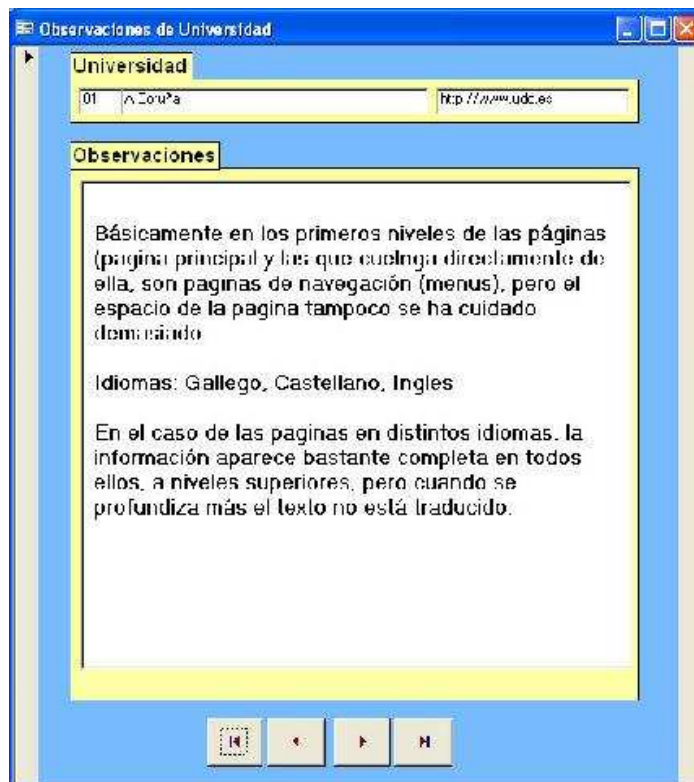 Observaciones de Universidad
Universidad
01 A Coruña http://www.udc.es
Observaciones
Básicamente en los primeros niveles de las páginas
(pagina principal y las que cuelnga directamente de
ella, son paginas de navegación (menus), pero el
espacio de la pagina tampoco se ha cuidado
demasiado
Idiomas: Gallego, Castellano, Ingles
En el caso de las paginas en distintos idiomas, la
información aparece bastante completa en todos
ellos, a niveles superiores, pero cuando se
profundiza más el texto no está traducido.